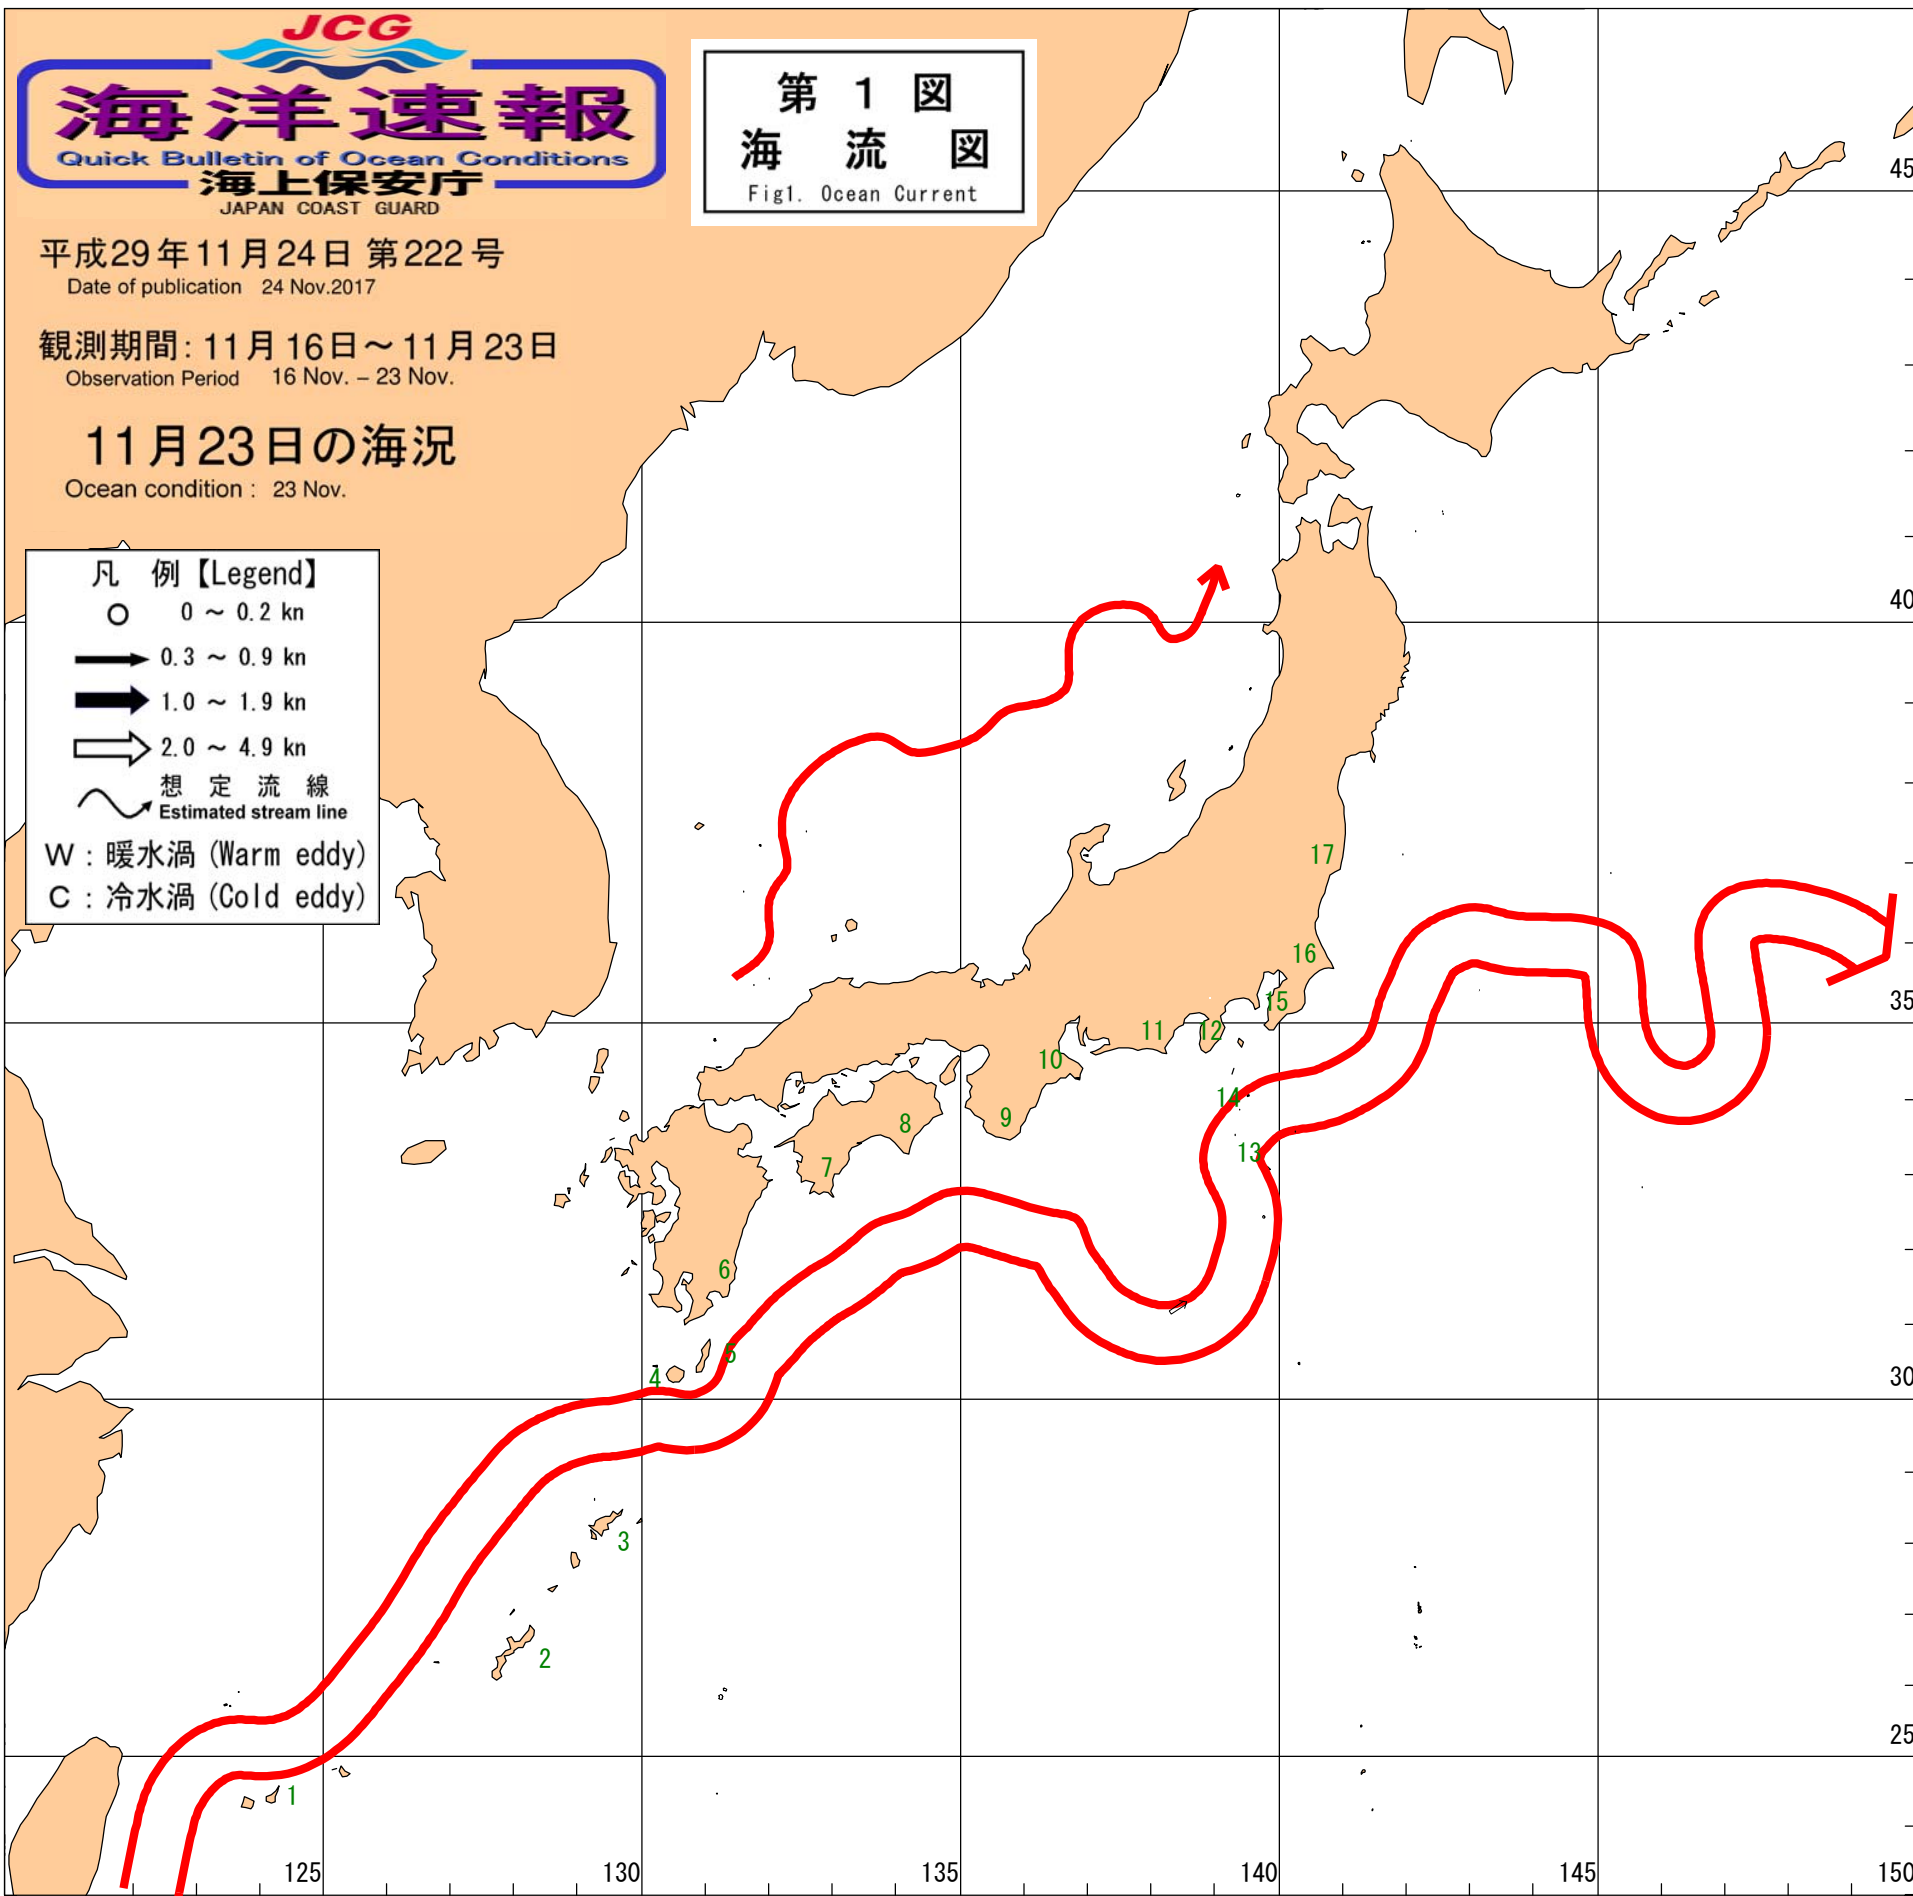 JCG
海洋速報
Quick Bulletin of Ocean Conditions
海上保安庁
JAPAN COAST GUARD
平成29年11月24日 第222号
Date of publication 24 Nov.2017
観測期間: 11月16日～11月23日
Observation Period 16 Nov. – 23 Nov.
11月23日の海況
Ocean condition : 23 Nov.
第 1 図
海 流 図
Fig1. Ocean Current
凡 例【Legend】
0 ～ 0.2 kn
0.3 ～ 0.9 kn
1.0 ～ 1.9 kn
2.0 ～ 4.9 kn
想 定 流 線
Estimated stream line
W : 暖水渦 (Warm eddy)
C : 冷水渦 (Cold eddy)
45
40
35
30
25
17
16
15
11
12
10
14
9
8
13
7
6
5
4
3
2
1
125
130
135
140
145
150